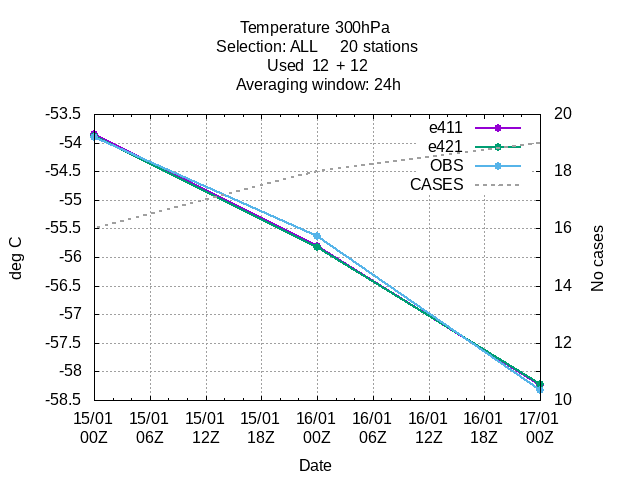 Temperature 300hPa
Selection: ALL     20 stations
Used  12  + 12
Averaging window: 24h
-53.5
-54
-54.5
-55
-55.5
-56
-56.5
-57
-57.5
-58
-58.5
deg C
e411
e421
OBS
CASES
20
18
16
14
12
10
No cases
15/01 15/01 15/01 15/01 16/01 16/01 16/01 16/01 17/01
00Z 06Z 12Z 18Z 00Z 06Z 12Z 18Z 00Z
Date